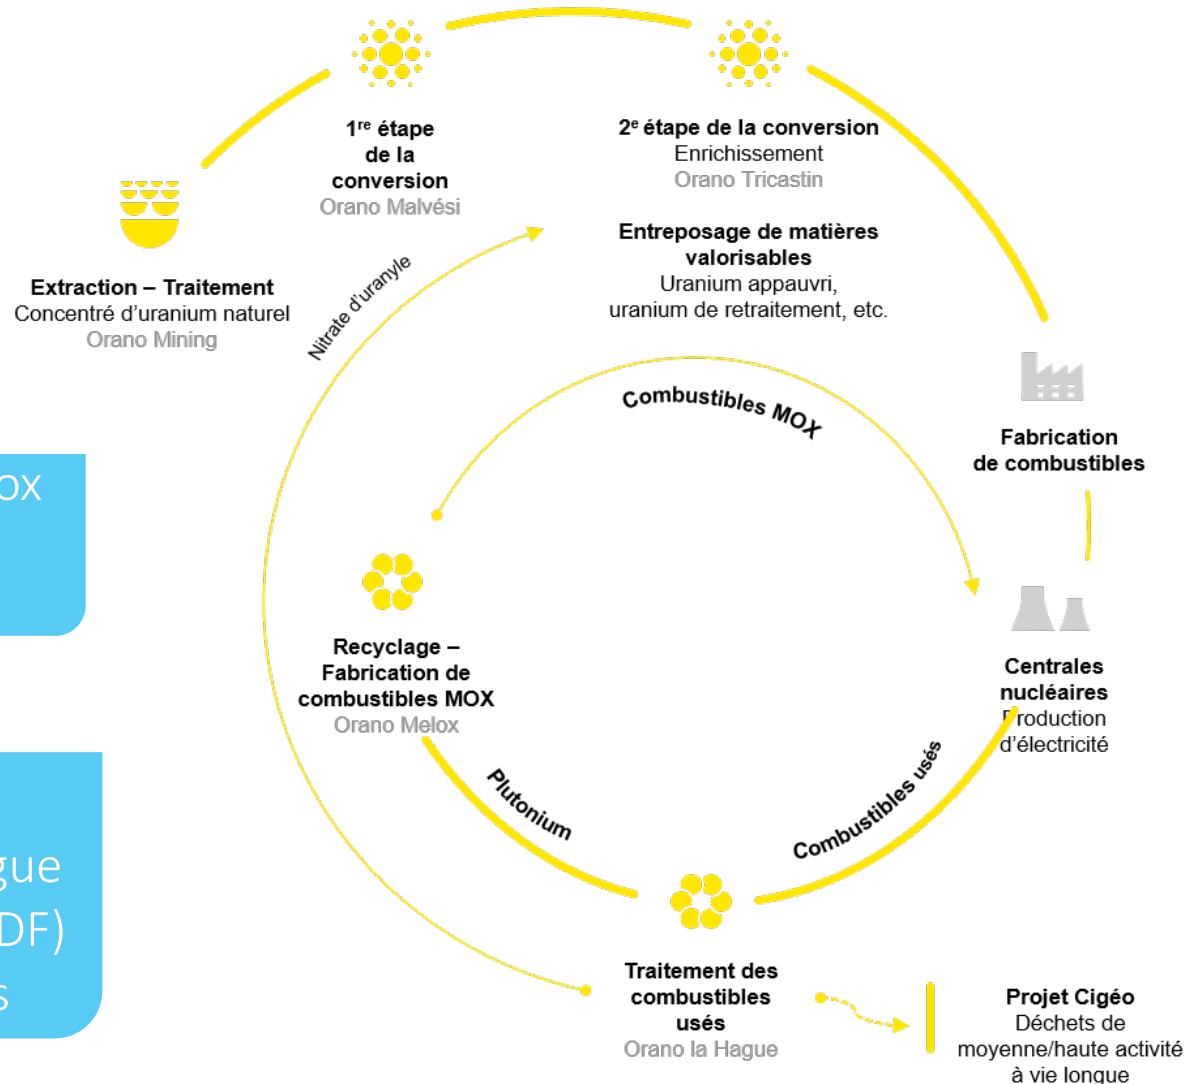 1re étape
de la
conversion
Orano Malvési
2e étape de la conversion
Enrichissement
Orano Tricastin
Entreposage de matières
valorisables
Uranium appauvri,
uranium de retraitement, etc.
Extraction – Traitement
Concentré d'uranium naturel
Orano Mining
Nitrate d'uranyle
Combustibles MOX
Fabrication
de combustibles
Recyclage –
Fabrication de
combustibles MOX
Orano Melox
Centrales
nucléaires
Production
d'électricité
Plutonium
Combustibles usés
Traitement des
combustibles
usés
Orano la Hague
Projet Cigéo
Déchets de
moyenne/haute activité
à vie longue